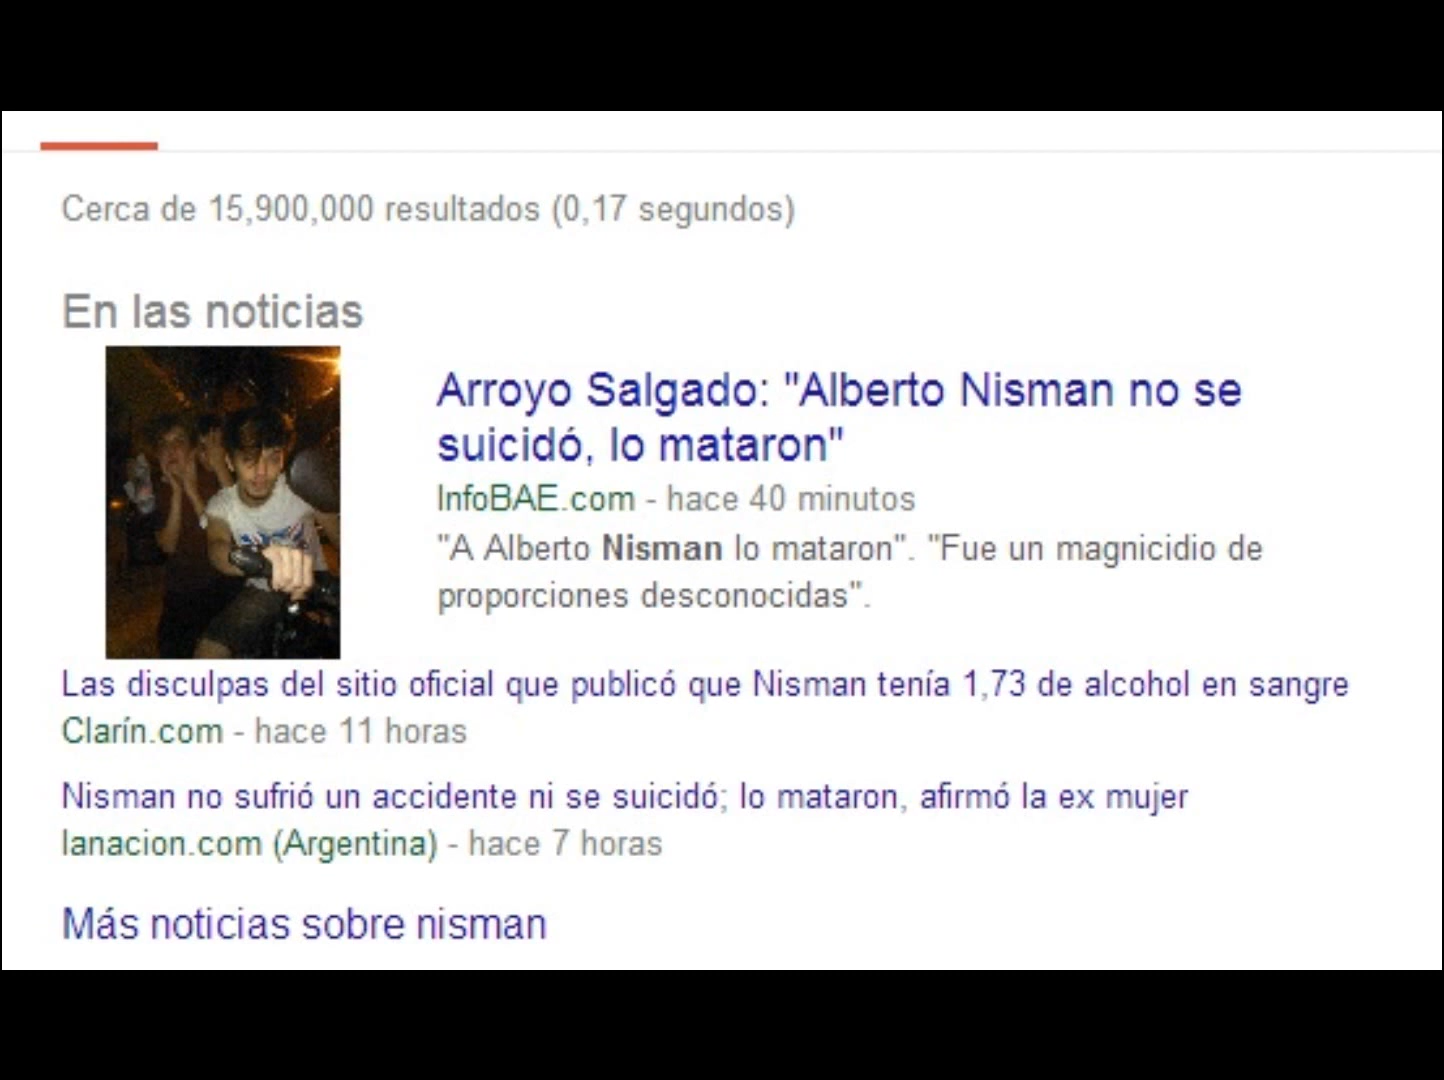 Cerca de 15,900,000 resultados (0,17 segundos)
En las noticias
Arroyo Salgado: "Alberto Nisman no se
suicidó, lo mataron"
InfoBAE.com - hace 40 minutos
"A Alberto Nisman lo mataron". "Fue un magnicidio de
proporciones desconocidas".
Las disculpas del sitio oficial que publicó que Nisman tenía 1,73 de alcohol en sangre
Clarín.com - hace 11 horas
Nisman no sufrió un accidente ni se suicidó; lo mataron, afirmó la ex mujer
lanacion.com (Argentina) - hace 7 horas
Más noticias sobre nisman